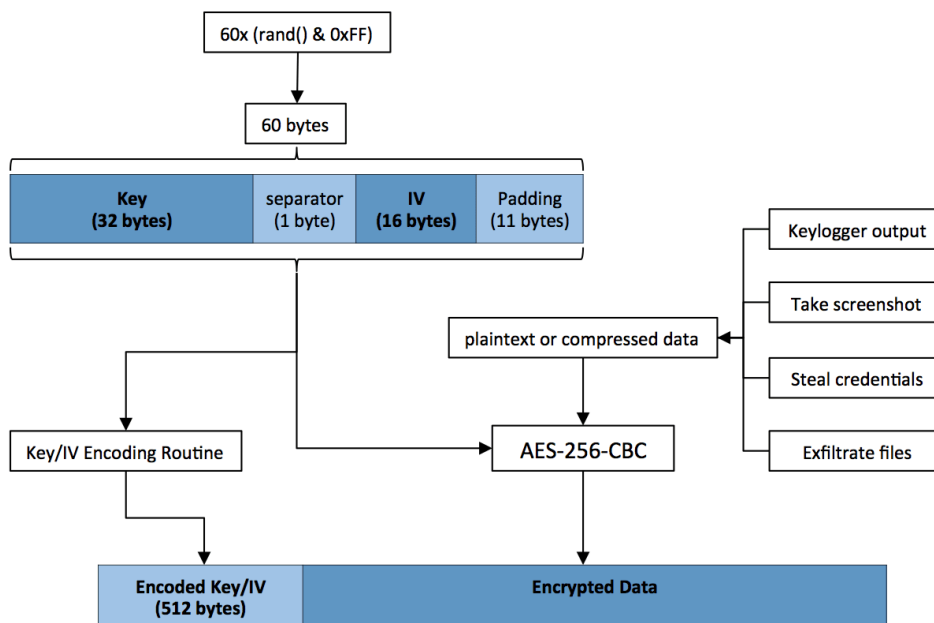 60x (rand() & 0xFF)
60 bytes
Key
(32 bytes)
separator
(1 byte)
IV
(16 bytes)
Padding
(11 bytes)
Keylogger output
Take screenshot
plaintext or compressed data
Steal credentials
Key/IV Encoding Routine
AES-256-CBC
Exfiltrate files
Encoded Key/IV
(512 bytes)
Encrypted Data